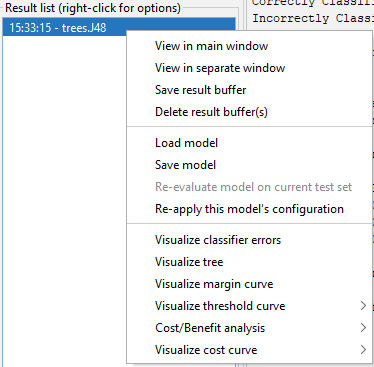 Correctly Classifi
Result list (right-click for options)
Incorrectly Classi
15:33:15 - trees.J48
View in main window
View in separate window
Save result buffer
Delete result buffer(s)
Load model
Save model
Re-evaluate model on current test set
Re-apply this model's configuration
Visualize classifier errors
Visualize tree
Visualize margin curve
Visualize threshold curve
Cost/Benefit analysis
Visualize cost curve